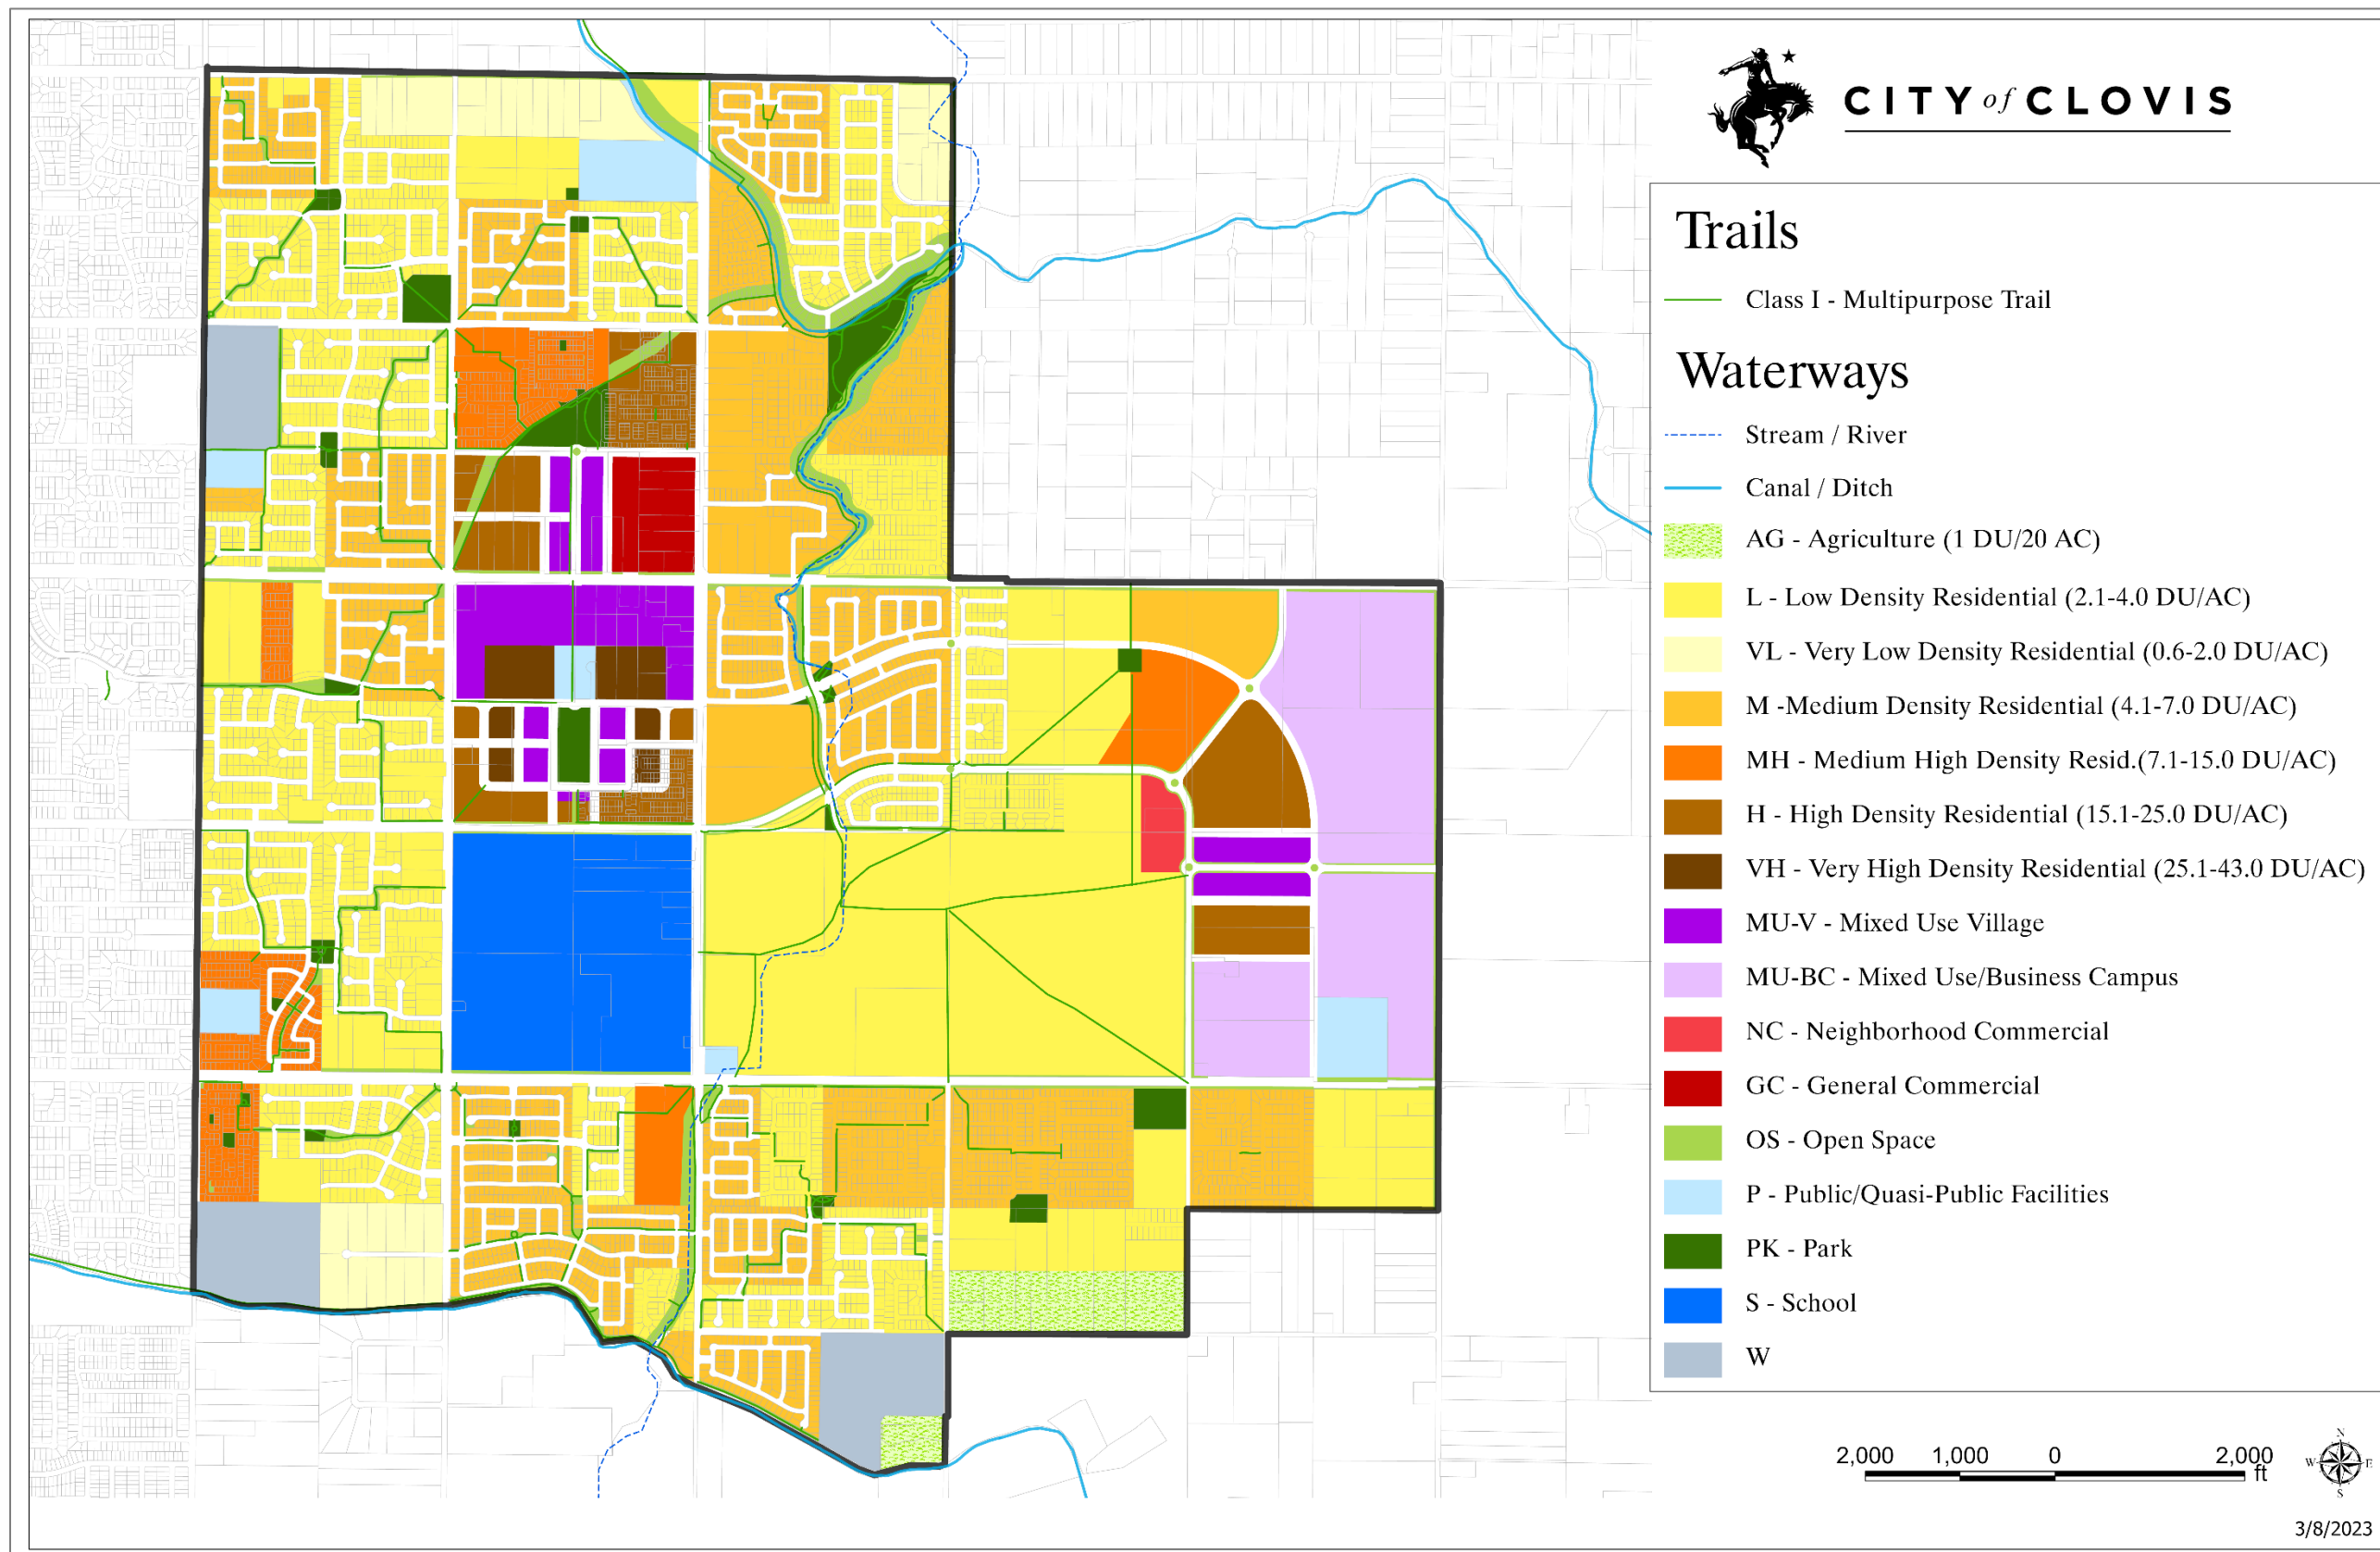 CITY of CLOVIS
Trails
Class I - Multipurpose Trail
Waterways
Stream / River
Canal / Ditch
AG - Agriculture (1 DU/20 AC)
L - Low Density Residential (2.1-4.0 DU/AC)
VL - Very Low Density Residential (0.6-2.0 DU/AC)
M -Medium Density Residential (4.1-7.0 DU/AC)
MH - Medium High Density Resid.(7.1-15.0 DU/AC)
H - High Density Residential (15.1-25.0 DU/AC)
VH - Very High Density Residential (25.1-43.0 DU/AC)
MU-V - Mixed Use Village
MU-BC - Mixed Use/Business Campus
NC - Neighborhood Commercial
GC - General Commercial
OS - Open Space
P - Public/Quasi-Public Facilities
PK - Park
S - School
W
2,000 1,000 0 2,000
ft
N
W E
S
3/8/2023